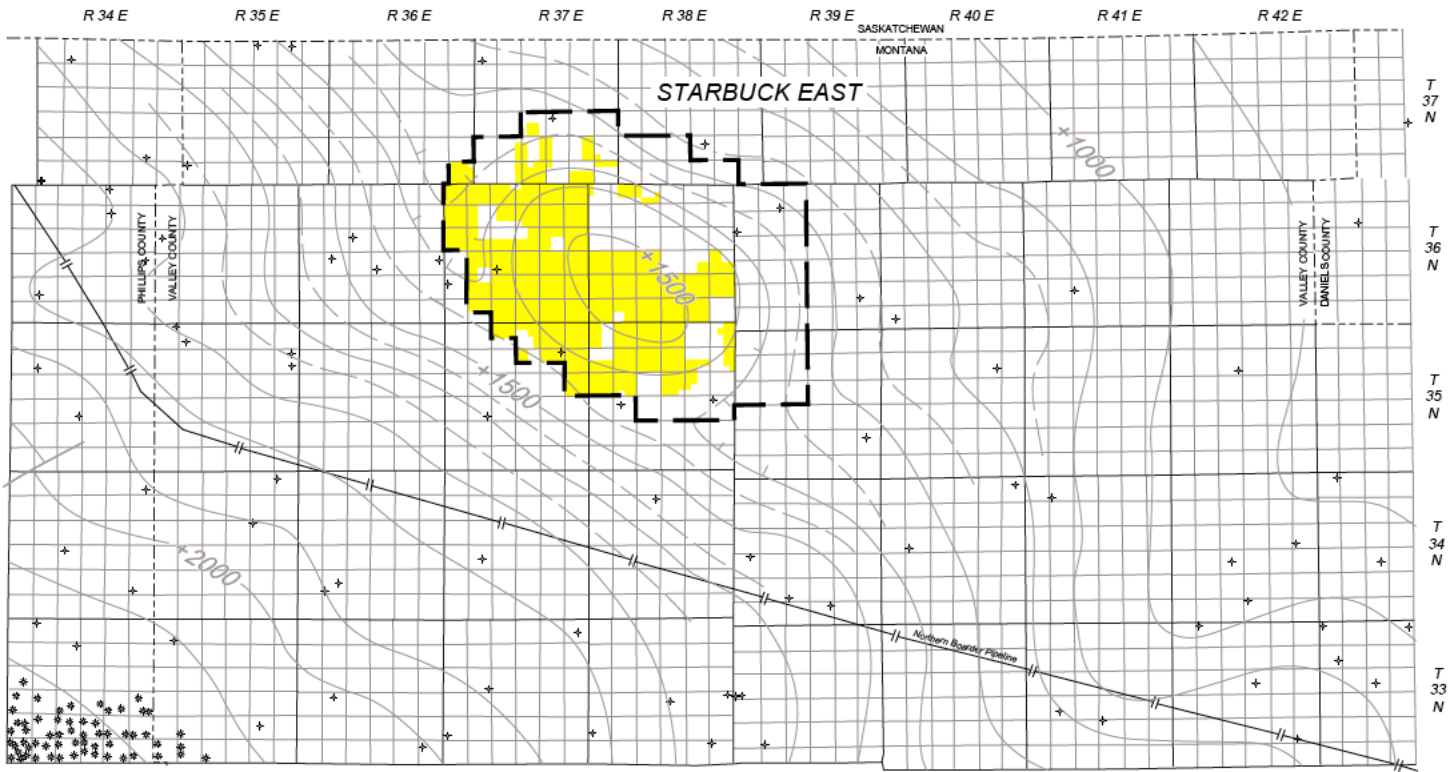 R 34 E
R 35 E
R 36 E
R 37 E
R 38 E
R 39 E
R 40 E
R 41 E
R 42 E
SASKATCHEWAN
MONTANA
STARBUCK EAST
T
37
N
+1000
PHILLIPS COUNTY
VALLEY COUNTY
+1500
VALLEY COUNTY
DANIELS COUNTY
T
36
N
+1500
T
35
N
+2000
T
34
N
Northern Boarder Pipeline
T
33
N